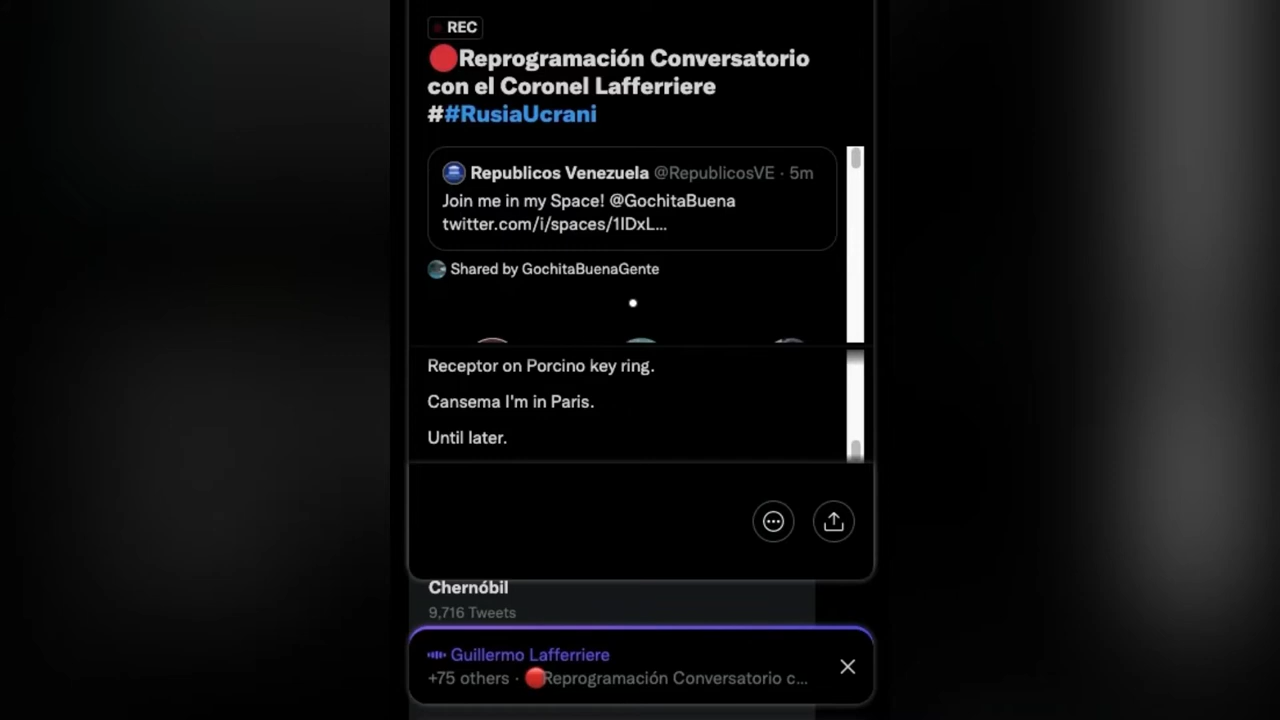 REC
🔴Reprogramación Conversatorio
con el Coronel Lafferriere
##RusiaUcrani
Republicos Venezuela @RepublicosVE · 5m
Join me in my Space! @GochitaBuena
twitter.com/i/spaces/1IDxL...
Shared by GochitaBuenaGente
Receptor on Porcino key ring.
Cansema I'm in Paris.
Until later.
Chernóbil
9,716 Tweets
Guillermo Lafferriere
+75 others · 🔴Reprogramación Conversatorio c...